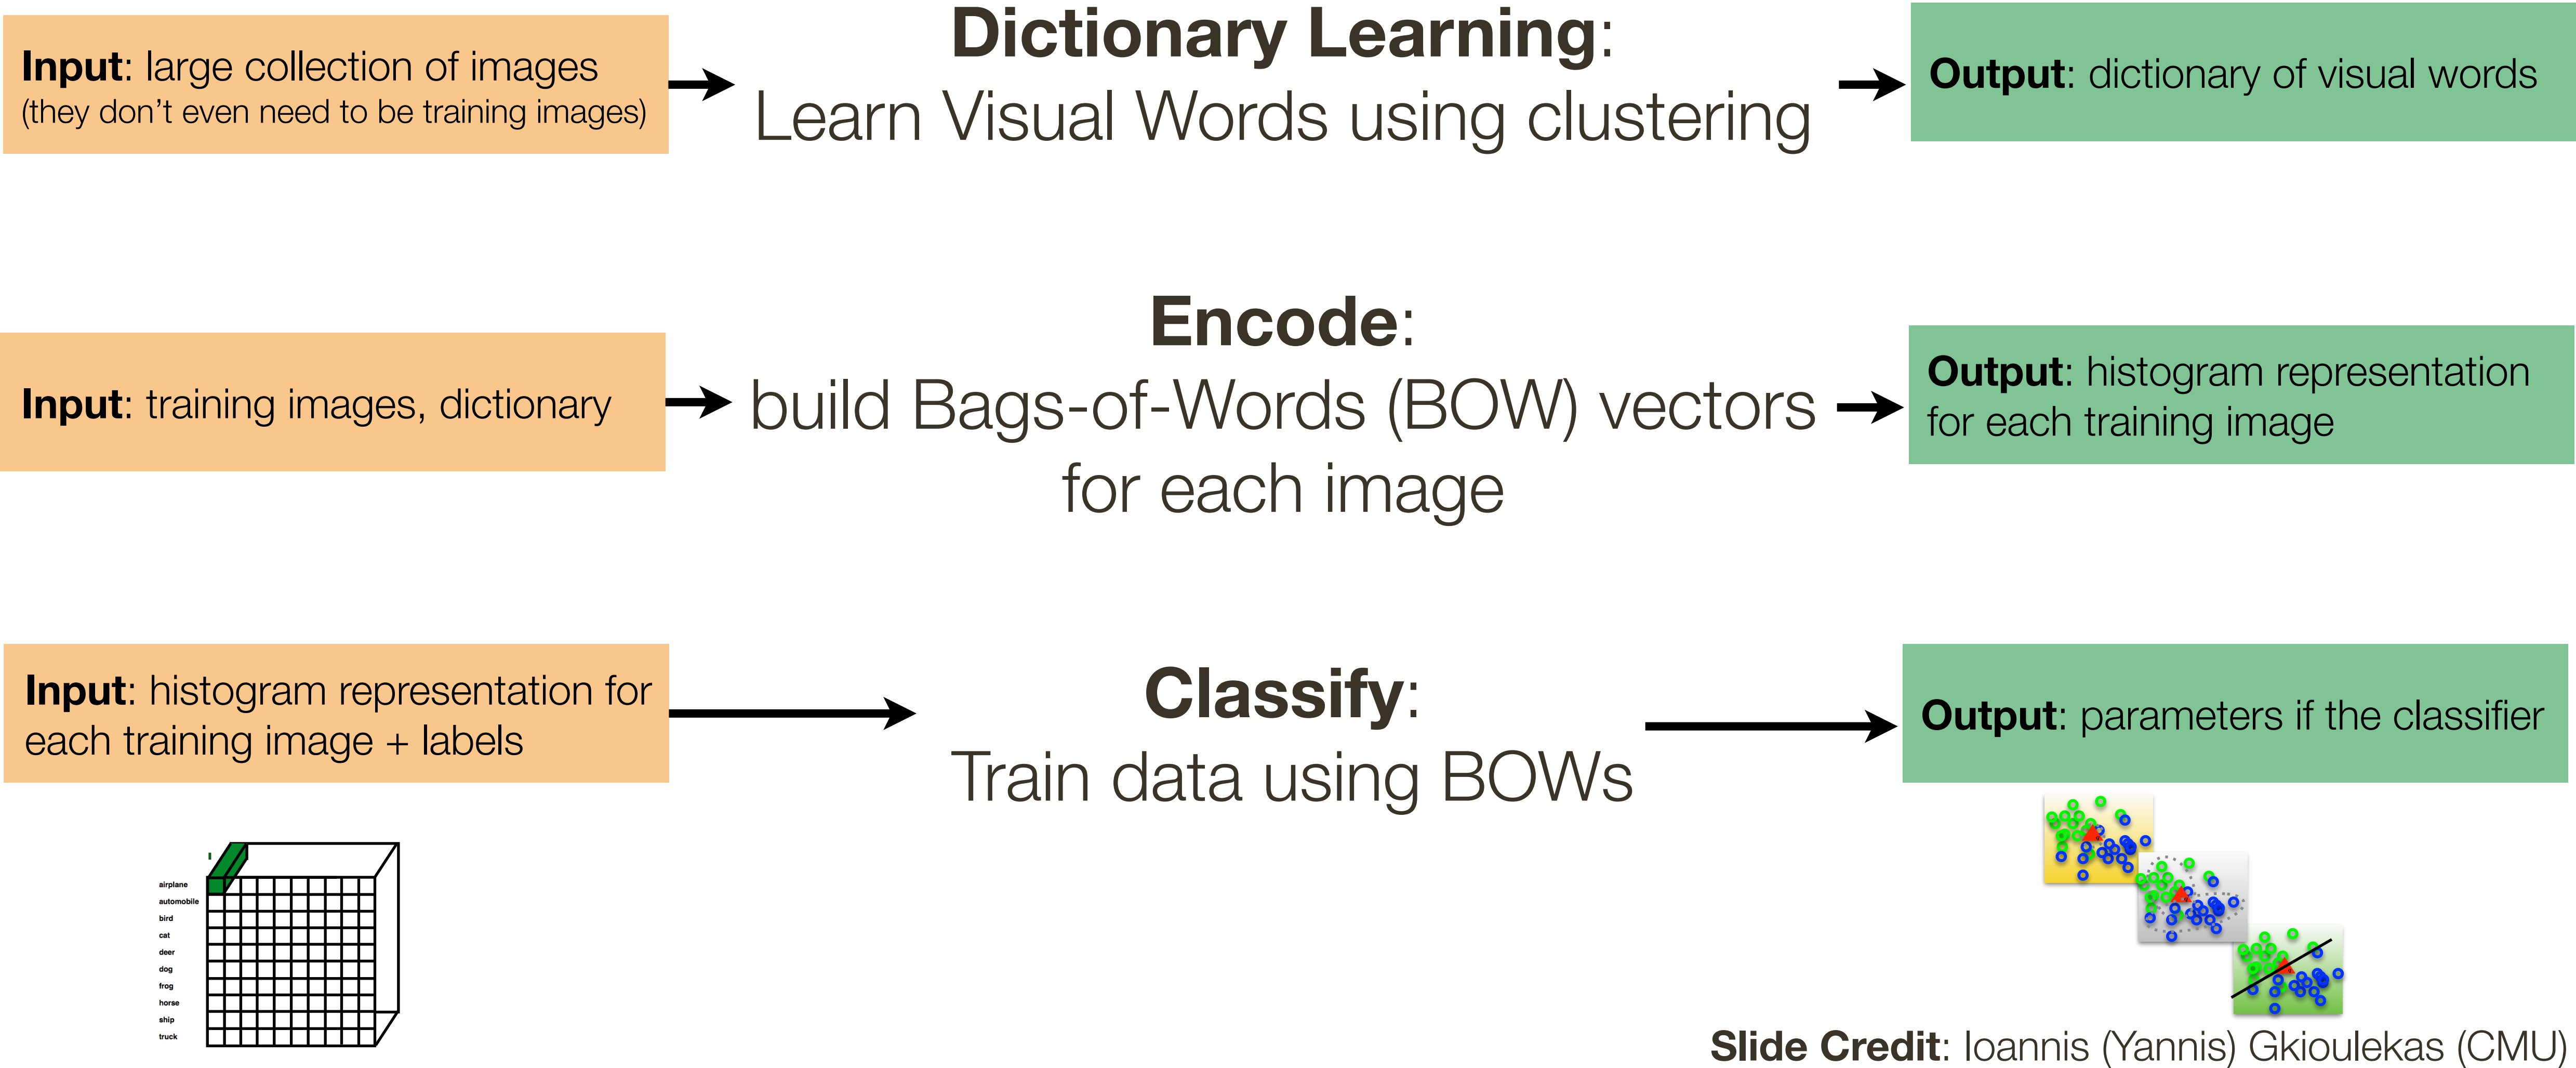 Dictionary Learning:
Learn Visual Words using clustering
Input: large collection of images
(they don't even need to be training images)
Output: dictionary of visual words
Encode:
build Bags-of-Words (BOW) vectors
for each image
Input: training images, dictionary
Output: histogram representation
for each training image
Classify:
Train data using BOWs
Input: histogram representation for
each training image + labels
Output: parameters if the classifier
airplane
automobile
bird
cat
deer
dog
frog
horse
ship
truck
Slide Credit: Ioannis (Yannis) Gkioulekas (CMU)